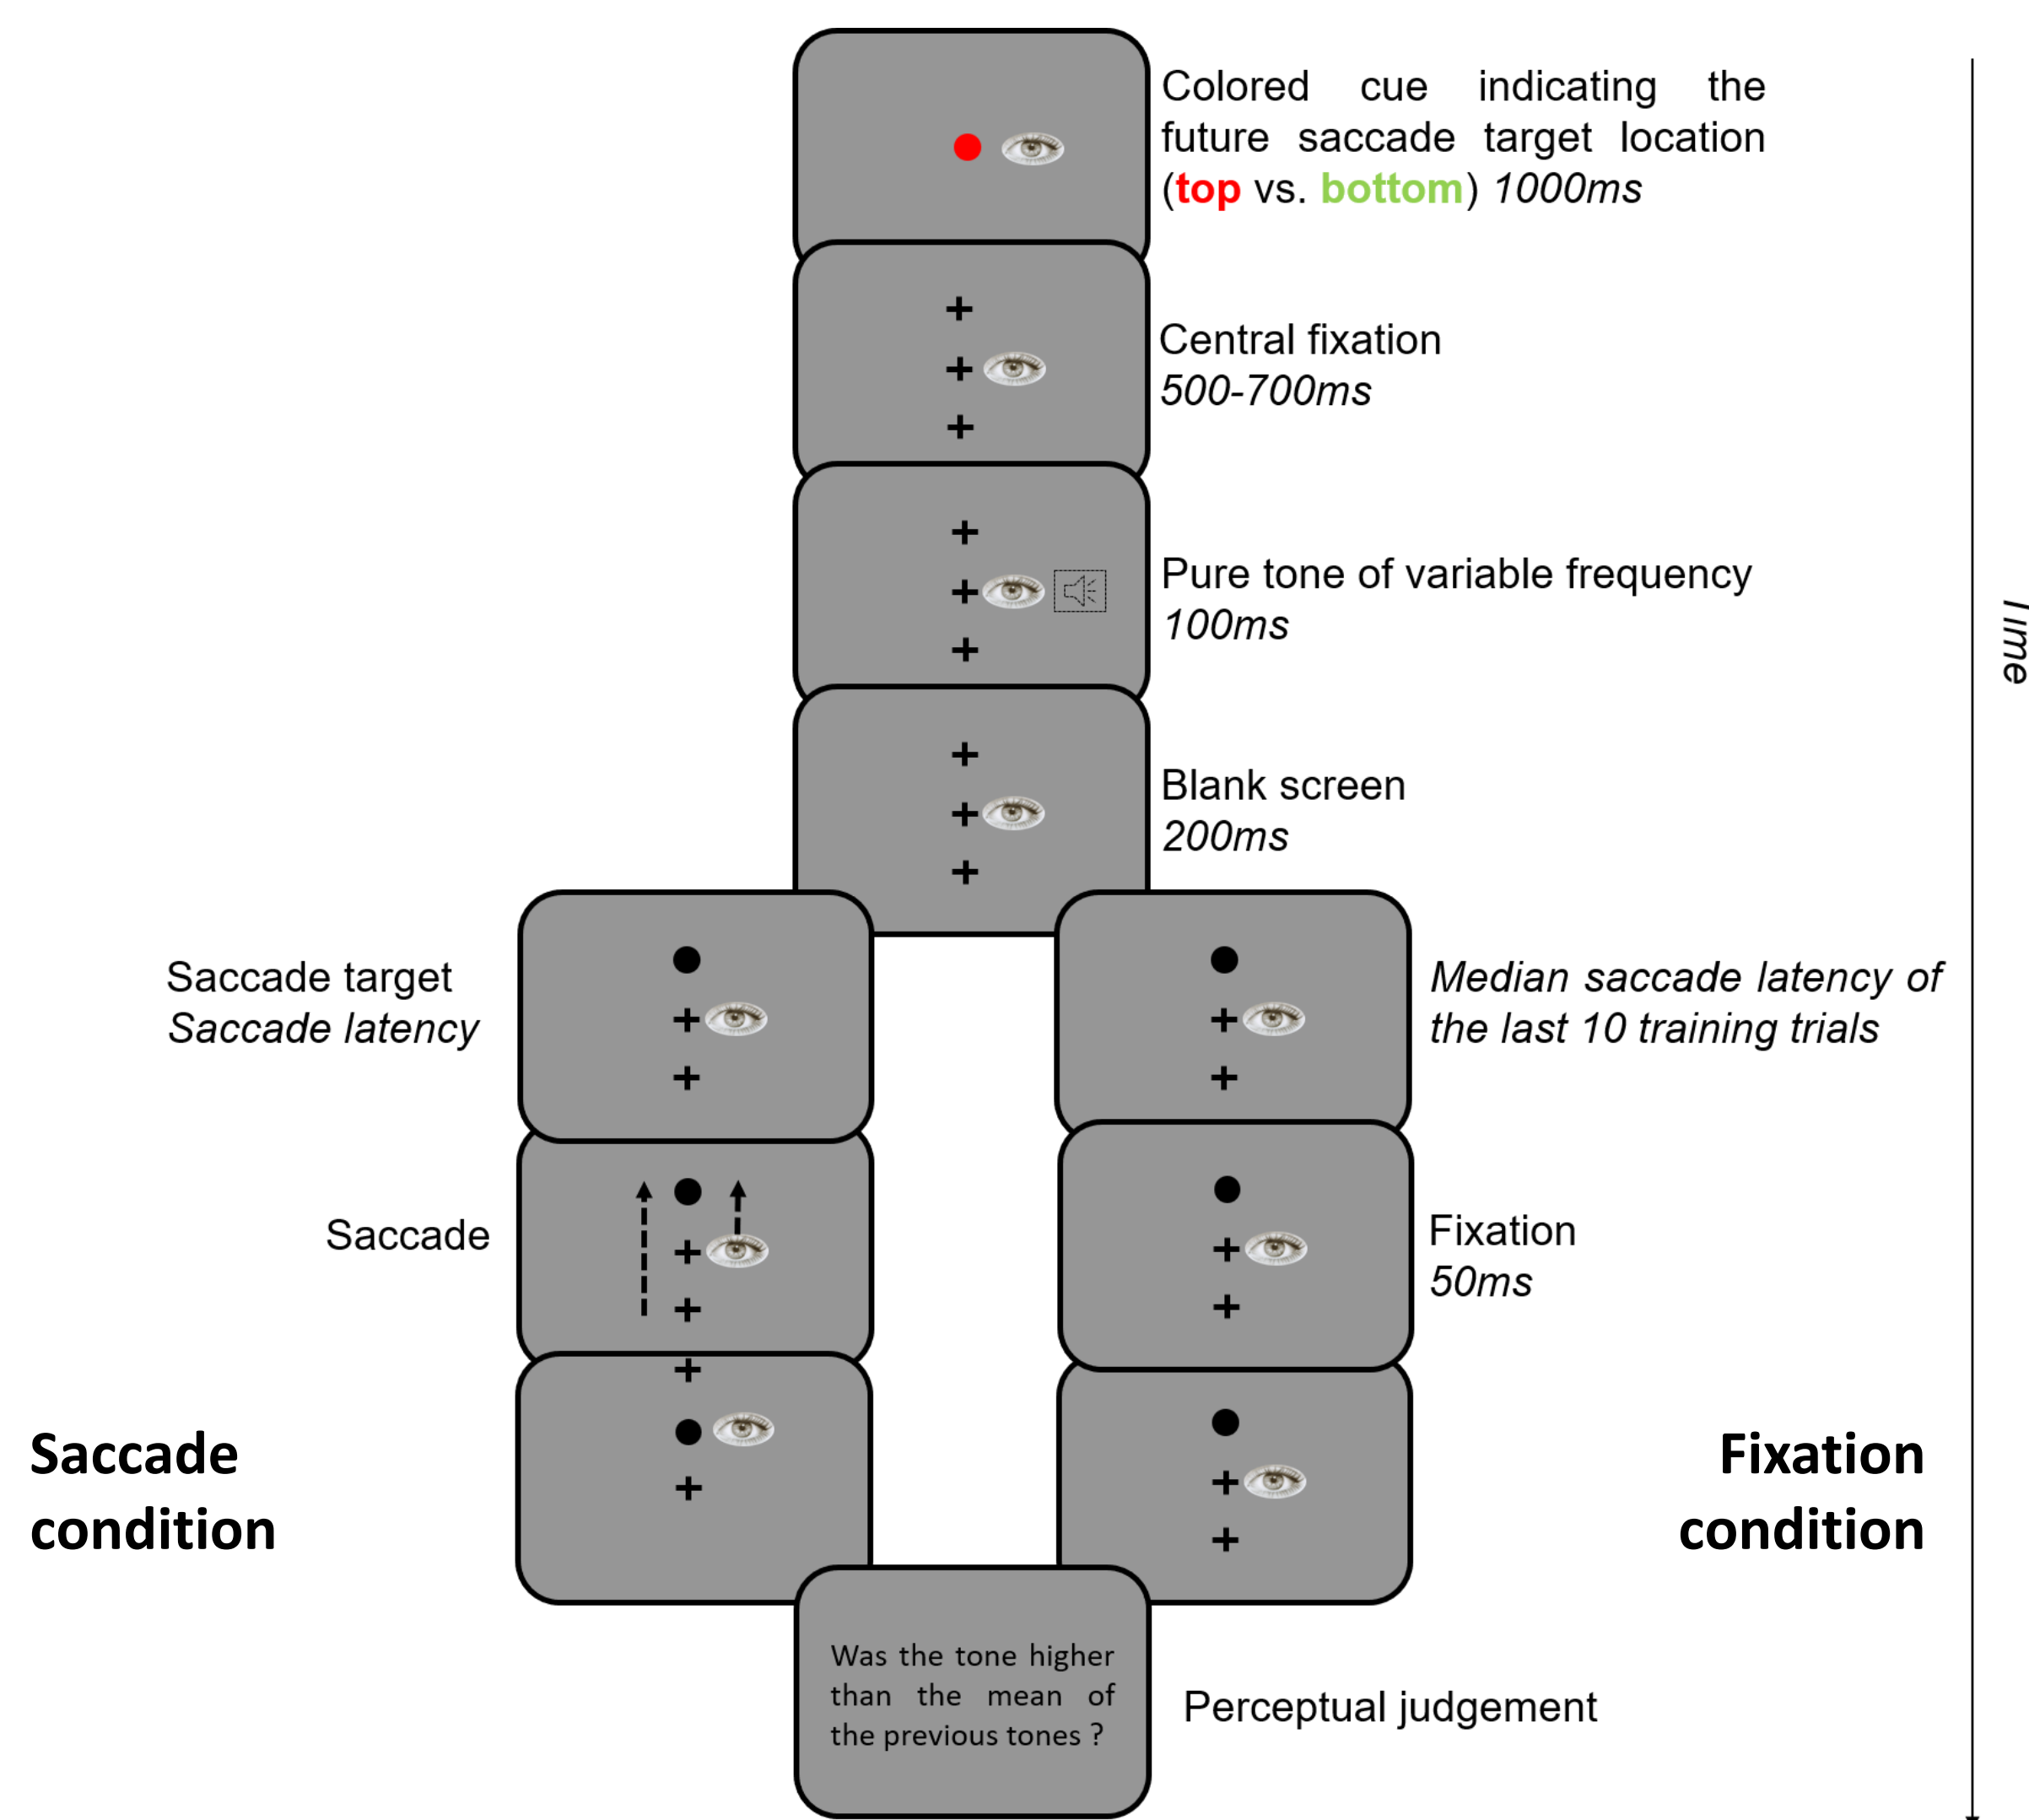 Colored cue indicating the
future saccade target location
(top vs. bottom) 1000ms
Central fixation
500-700ms
Pure tone of variable frequency
100ms
Time
Blank screen
200ms
Saccade target
Saccade latency
Median saccade latency of
the last 10 training trials
Saccade
Fixation
50ms
Saccade
condition
Fixation
condition
Was the tone higher
than the mean of
the previous tones ?
Perceptual judgement